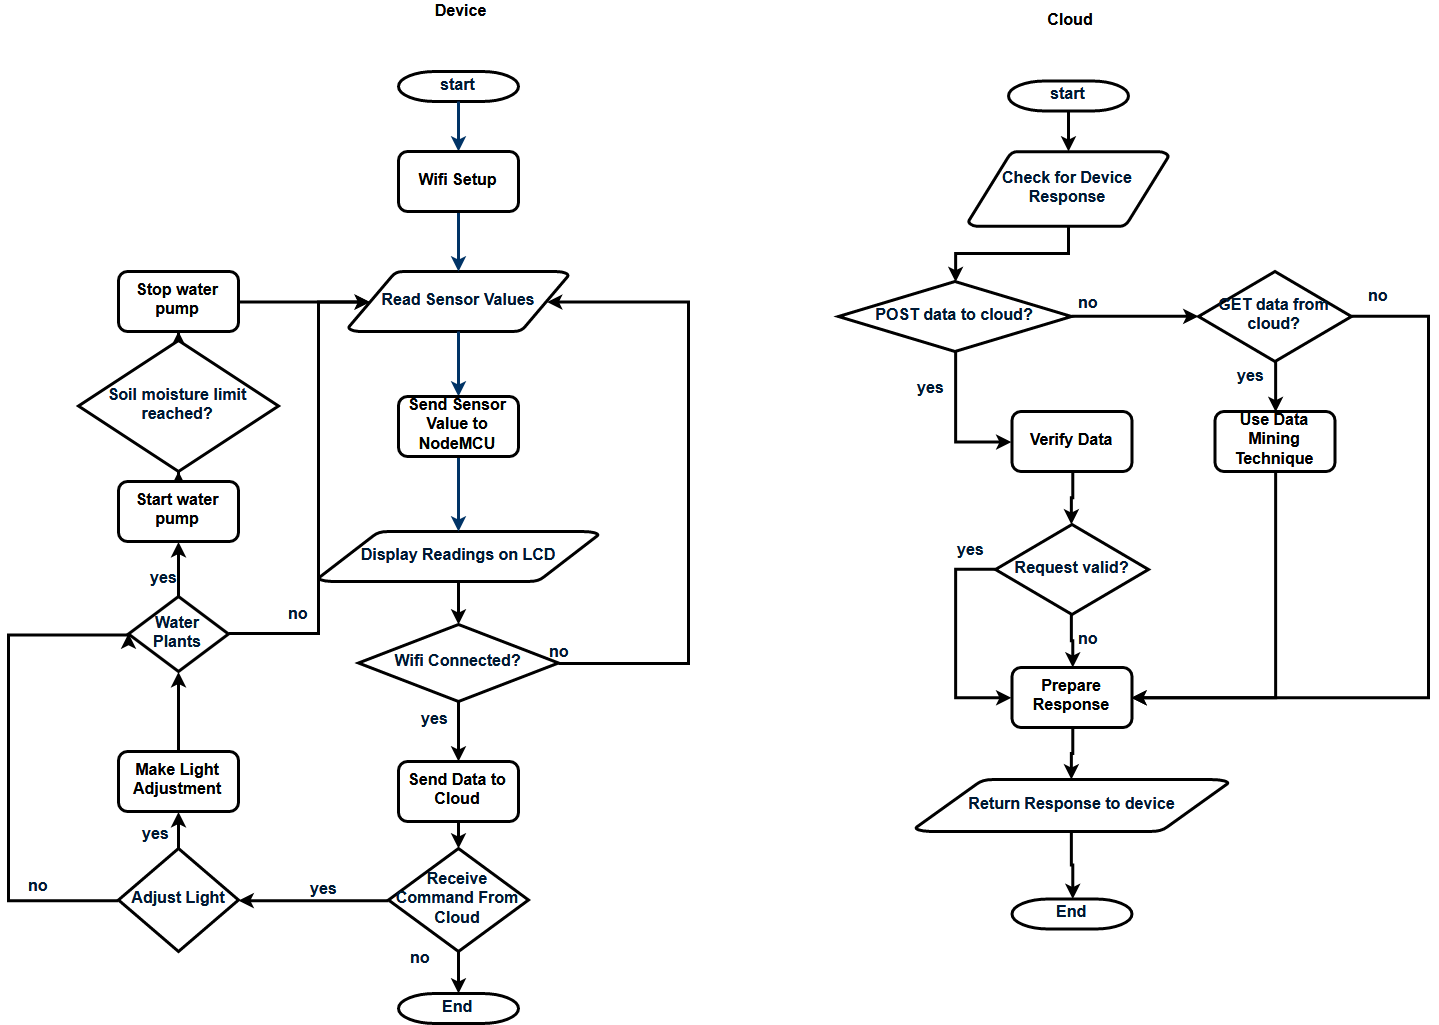 Device
start
Wifi Setup
Read Sensor Values
Send Sensor
Value to
NodeMCU
Display Readings on LCD
Wifi Connected?
no
yes
Send Data to
Cloud
Receive
Command From
Cloud
no
End
yes
Adjust Light
no
yes
Make Light
Adjustment
Water
Plants
no
yes
Start water
pump
Soil moisture limit
reached?
Stop water
pump
Cloud
start
Check for Device
Response
POST data to cloud?
no
GET data from
cloud?
no
yes
yes
Use Data
Mining
Technique
Verify Data
Request valid?
yes
no
Prepare
Response
Return Response to device
End